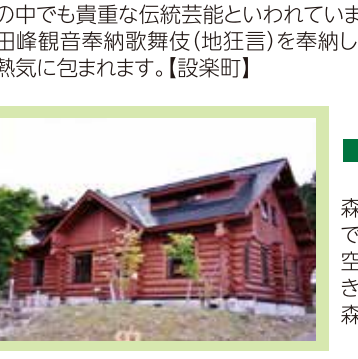 の中でも貴重な伝統芸能といわれていま
田峰観音奉納歌舞伎(地狂言)を奉納し
熱気に包まれます。【設楽町】
森
で
空
き
森